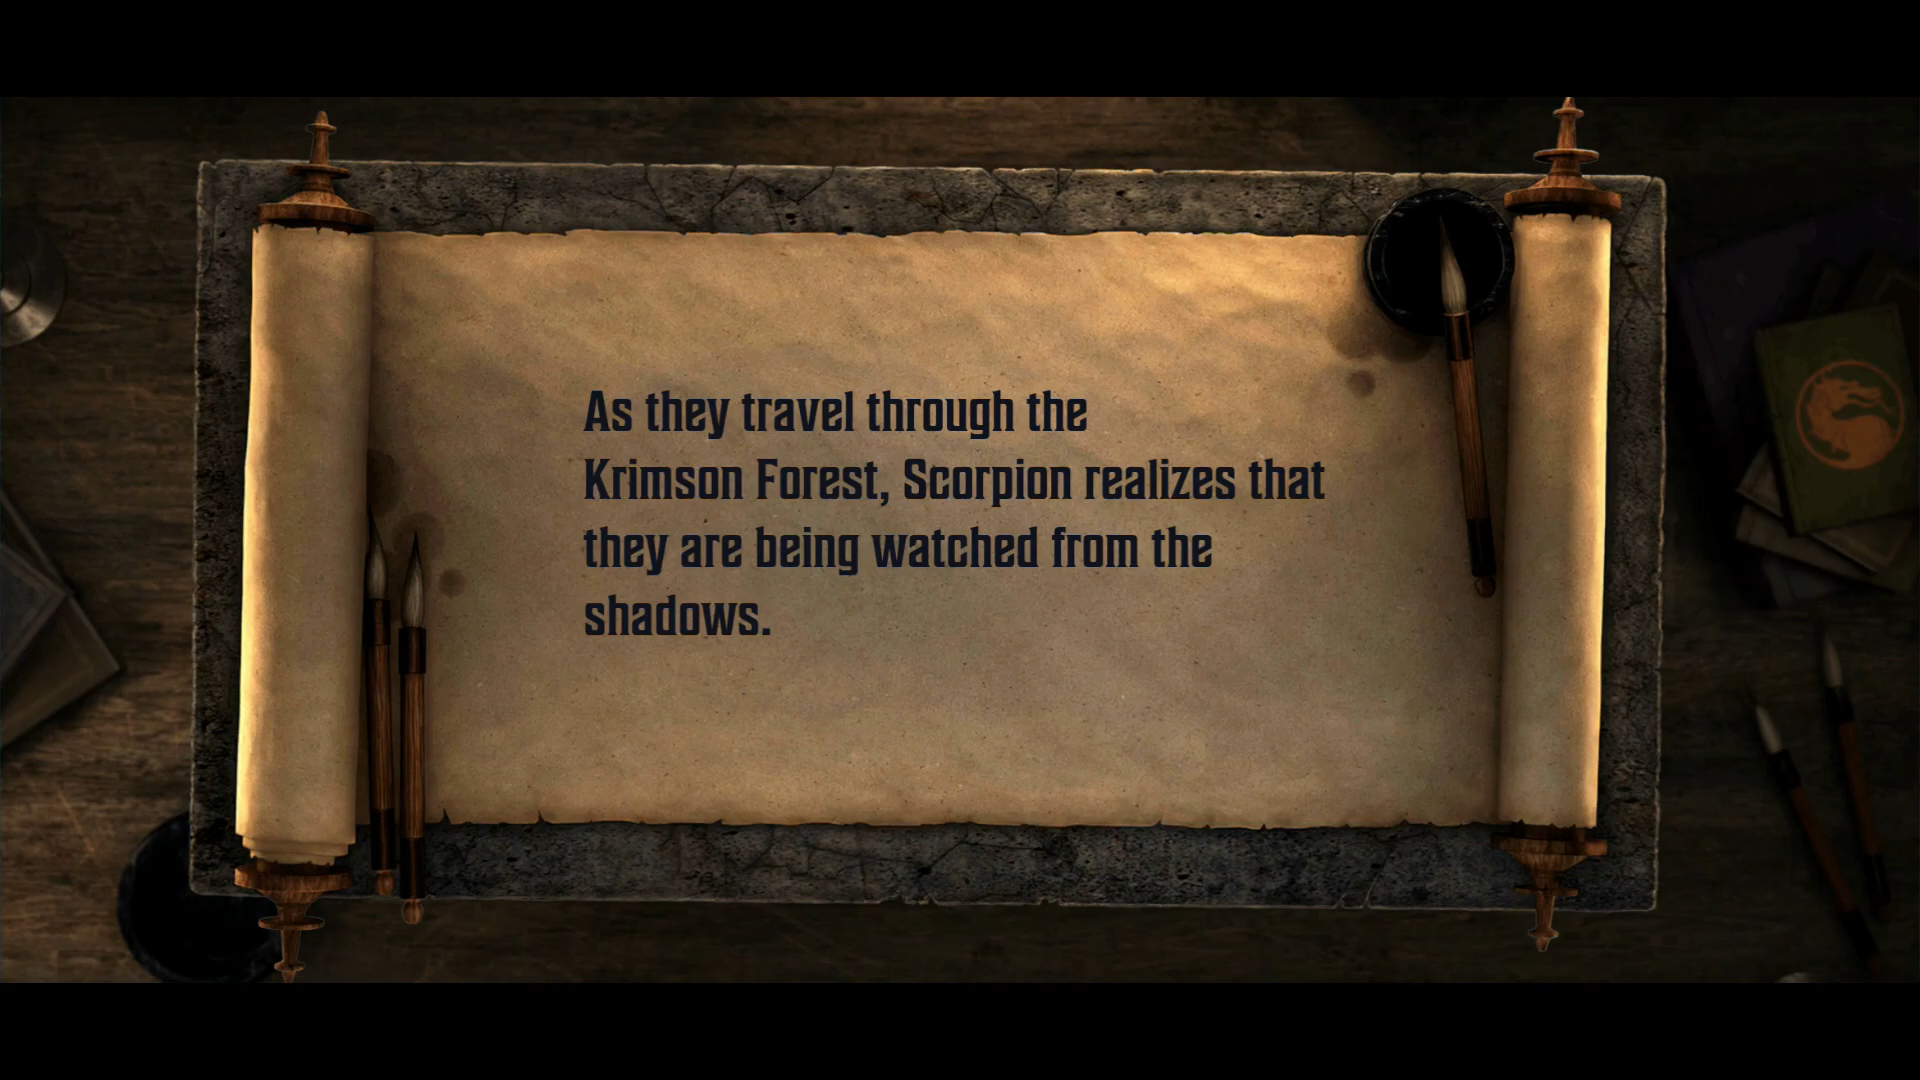 As they travel through the
Krimson Forest, Scorpion realizes that
they are being watched from the
shadows.